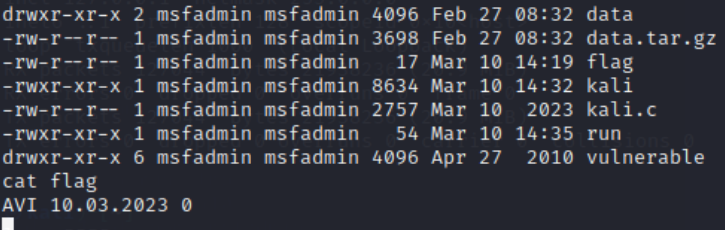 drwxr-xr-x 2 msfadmin msfadmin 4096 Feb 27 08:32 data
-rw-r--r-- 1 msfadmin msfadmin 3698 Feb 27 08:32 data.tar.gz
-rw-r--r-- 1 msfadmin msfadmin 17 Mar 10 14:19 flag
-rwxr-xr-x 1 msfadmin msfadmin 8634 Mar 10 14:32 kali
-rw-r--r-- 1 msfadmin msfadmin 2757 Mar 10 2023 kali.c
-rwxr-xr-x 1 msfadmin msfadmin 54 Mar 10 14:35 run
drwxr-xr-x 6 msfadmin msfadmin 4096 Apr 27 2010 vulnerable
cat flag
AVI 10.03.2023 0